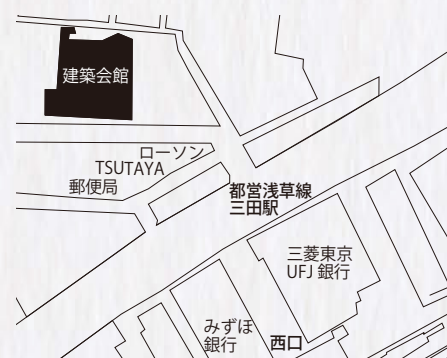 建築会館
ローソン
TSUTAYA
郵便局
都営浅草線
三田駅
三菱東京
UFJ 銀行
みずほ
銀行
西口